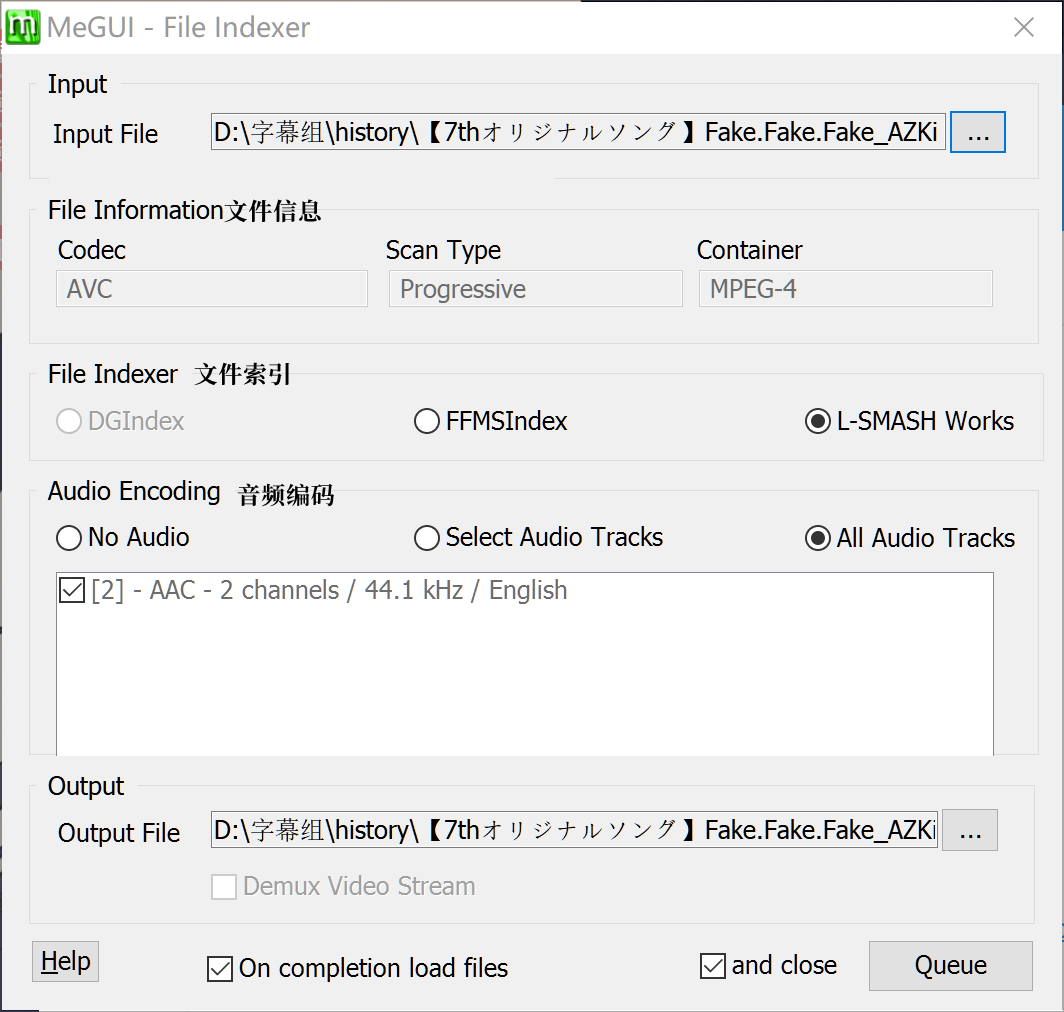 MeGUI - File Indexer
Input
Input File
D:\字幕组\history\【7thオリジナルソング】Fake.Fake.Fake_AZKi
...
File Information文件信息
Codec
Scan Type
Container
AVC
Progressive
MPEG-4
File Indexer 文件索引
DGIndex
FFMSIndex
L-SMASH Works
Audio Encoding 音频编码
No Audio
Select Audio Tracks
All Audio Tracks
[2] - AAC - 2 channels / 44.1 kHz / English
Output
Output File
D:\字幕组\history\【7thオリジナルソング】Fake.Fake.Fake_AZKi
...
Demux Video Stream
Help
On completion load files
and close
Queue